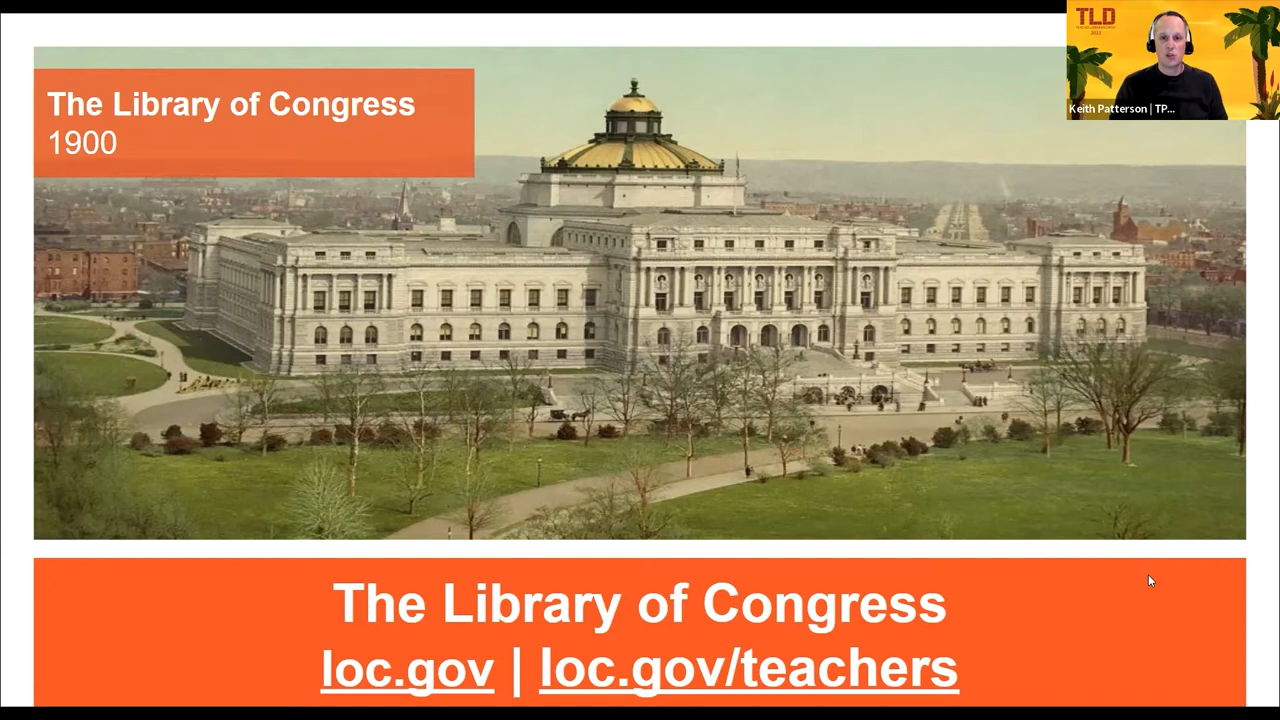 The Library of Congress
1900
TLD
Keith Patterson | TP...
The Library of Congress
loc.gov | loc.gov/teachers